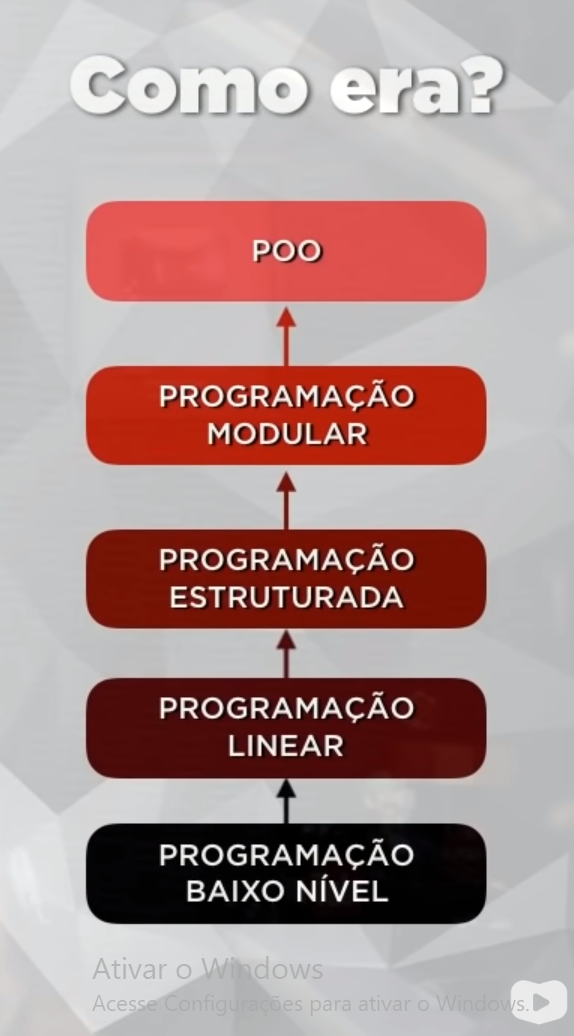 Como era?
POO
PROGRAMAÇÃO
MODULAR
PROGRAMAÇÃO
ESTRUTURADA
PROGRAMAÇÃO
LINEAR
PROGRAMAÇÃO
BAIXO NÍVEL
Ativar o Windows
Acesse Configurações para ativar o Windows.